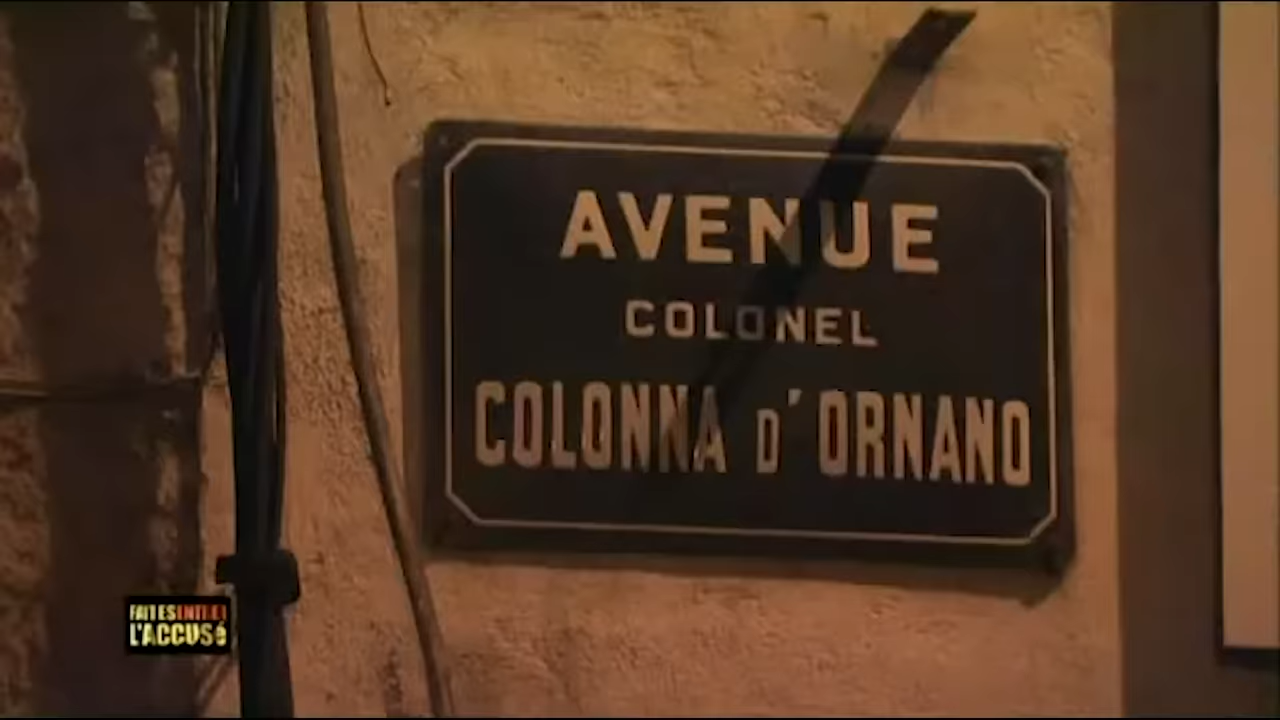 AVENUE
COLONEL
COLONNA D'ORNANO
FAITES ENTRER
L'ACCUSÉ